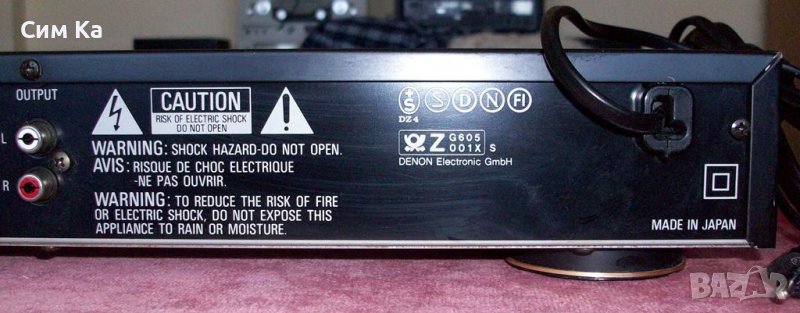 Сим Ка
OUTPUT
L
R
CAUTION
RISK OF ELECTRIC SHOCK
DO NOT OPEN
WARNING: SHOCK HAZARD-DO NOT OPEN.
AVIS: RISQUE DE CHOC ELECTRIQUE
-NE PAS OUVRIR.
WARNING: TO REDUCE THE RISK OF FIRE
OR ELECTRIC SHOCK, DO NOT EXPOSE THIS
APPLIANCE TO RAIN OR MOISTURE.
S S D N FI
DZ4
Z G605
001X S
DENON Electronic GmbH
MADE IN JAPAN
BAZAR